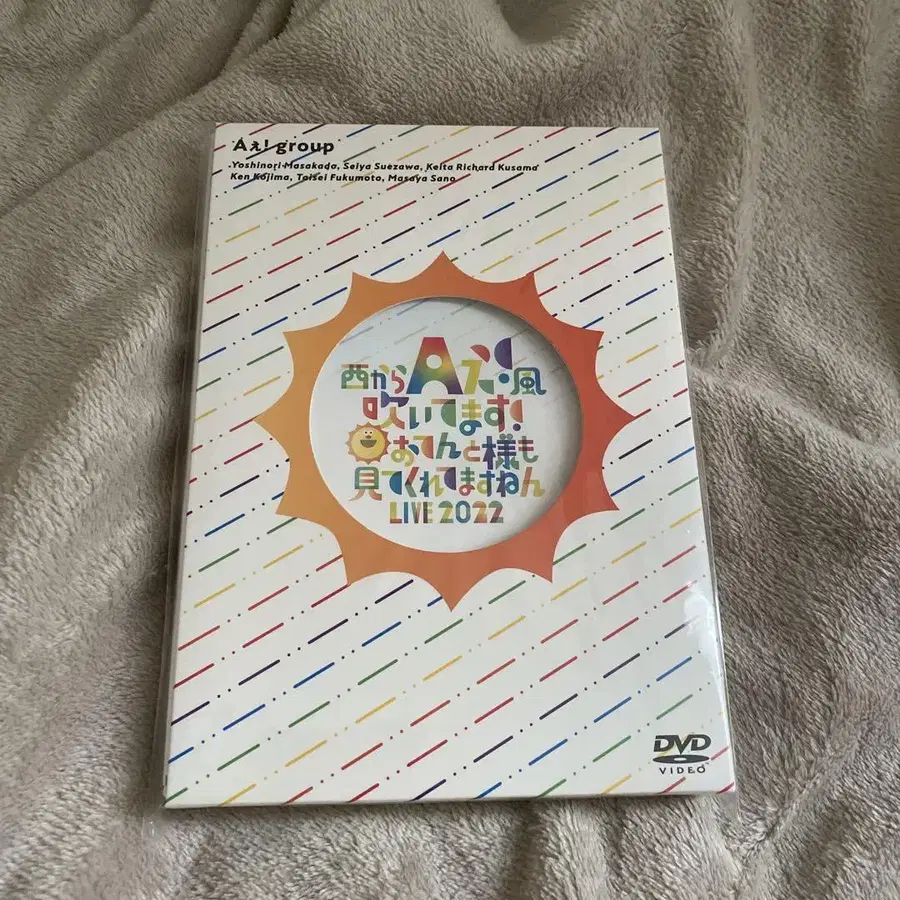 Aぇ! group
Yoshinori Masakado, Seiya Suezawa, Keita Richard Kusama
Ken Kojima, Taisei Fukumoto, Masaya Sano
西からAぇ!風
吹いてます!
おてんと様も
見てくれてますねん
LIVE 2022
DVD
VIDEO